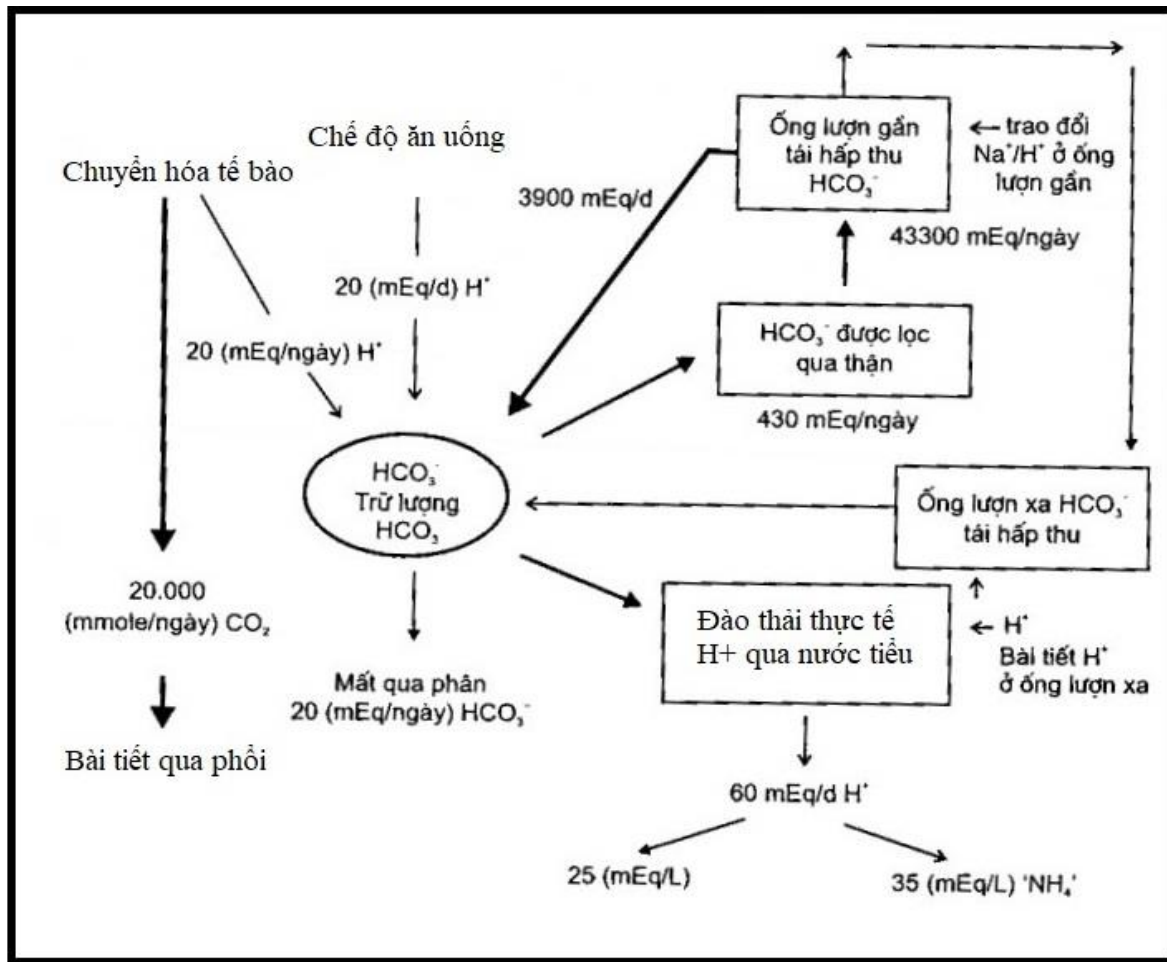 Chế độ ăn uống
Chuyển hóa tế bào
20 (mEq/d) H⁺
20 (mEq/ngày) H⁺
3900 mEq/d
Ống lượn gần
tái hấp thu
HCO₃⁻
← trao đổi
Na⁺/H⁺ ở ống
lượn gần
43300 mEq/ngày
HCO₃⁻ được lọc
qua thận
430 mEq/ngày
HCO₃⁻
Trữ lượng
HCO₃
Ống lượn xa HCO₃⁻
tái hấp thu
20.000
(mmole/ngày) CO₂
Bài tiết qua phổi
Mất qua phân
20 (mEq/ngày) HCO₃⁻
Đào thải thực tế
H+ qua nước tiểu
← H⁺
Bài tiết H⁺
ở ống lượn xa
60 mEq/d H⁺
25 (mEq/L)
35 (mEq/L) 'NH₄'